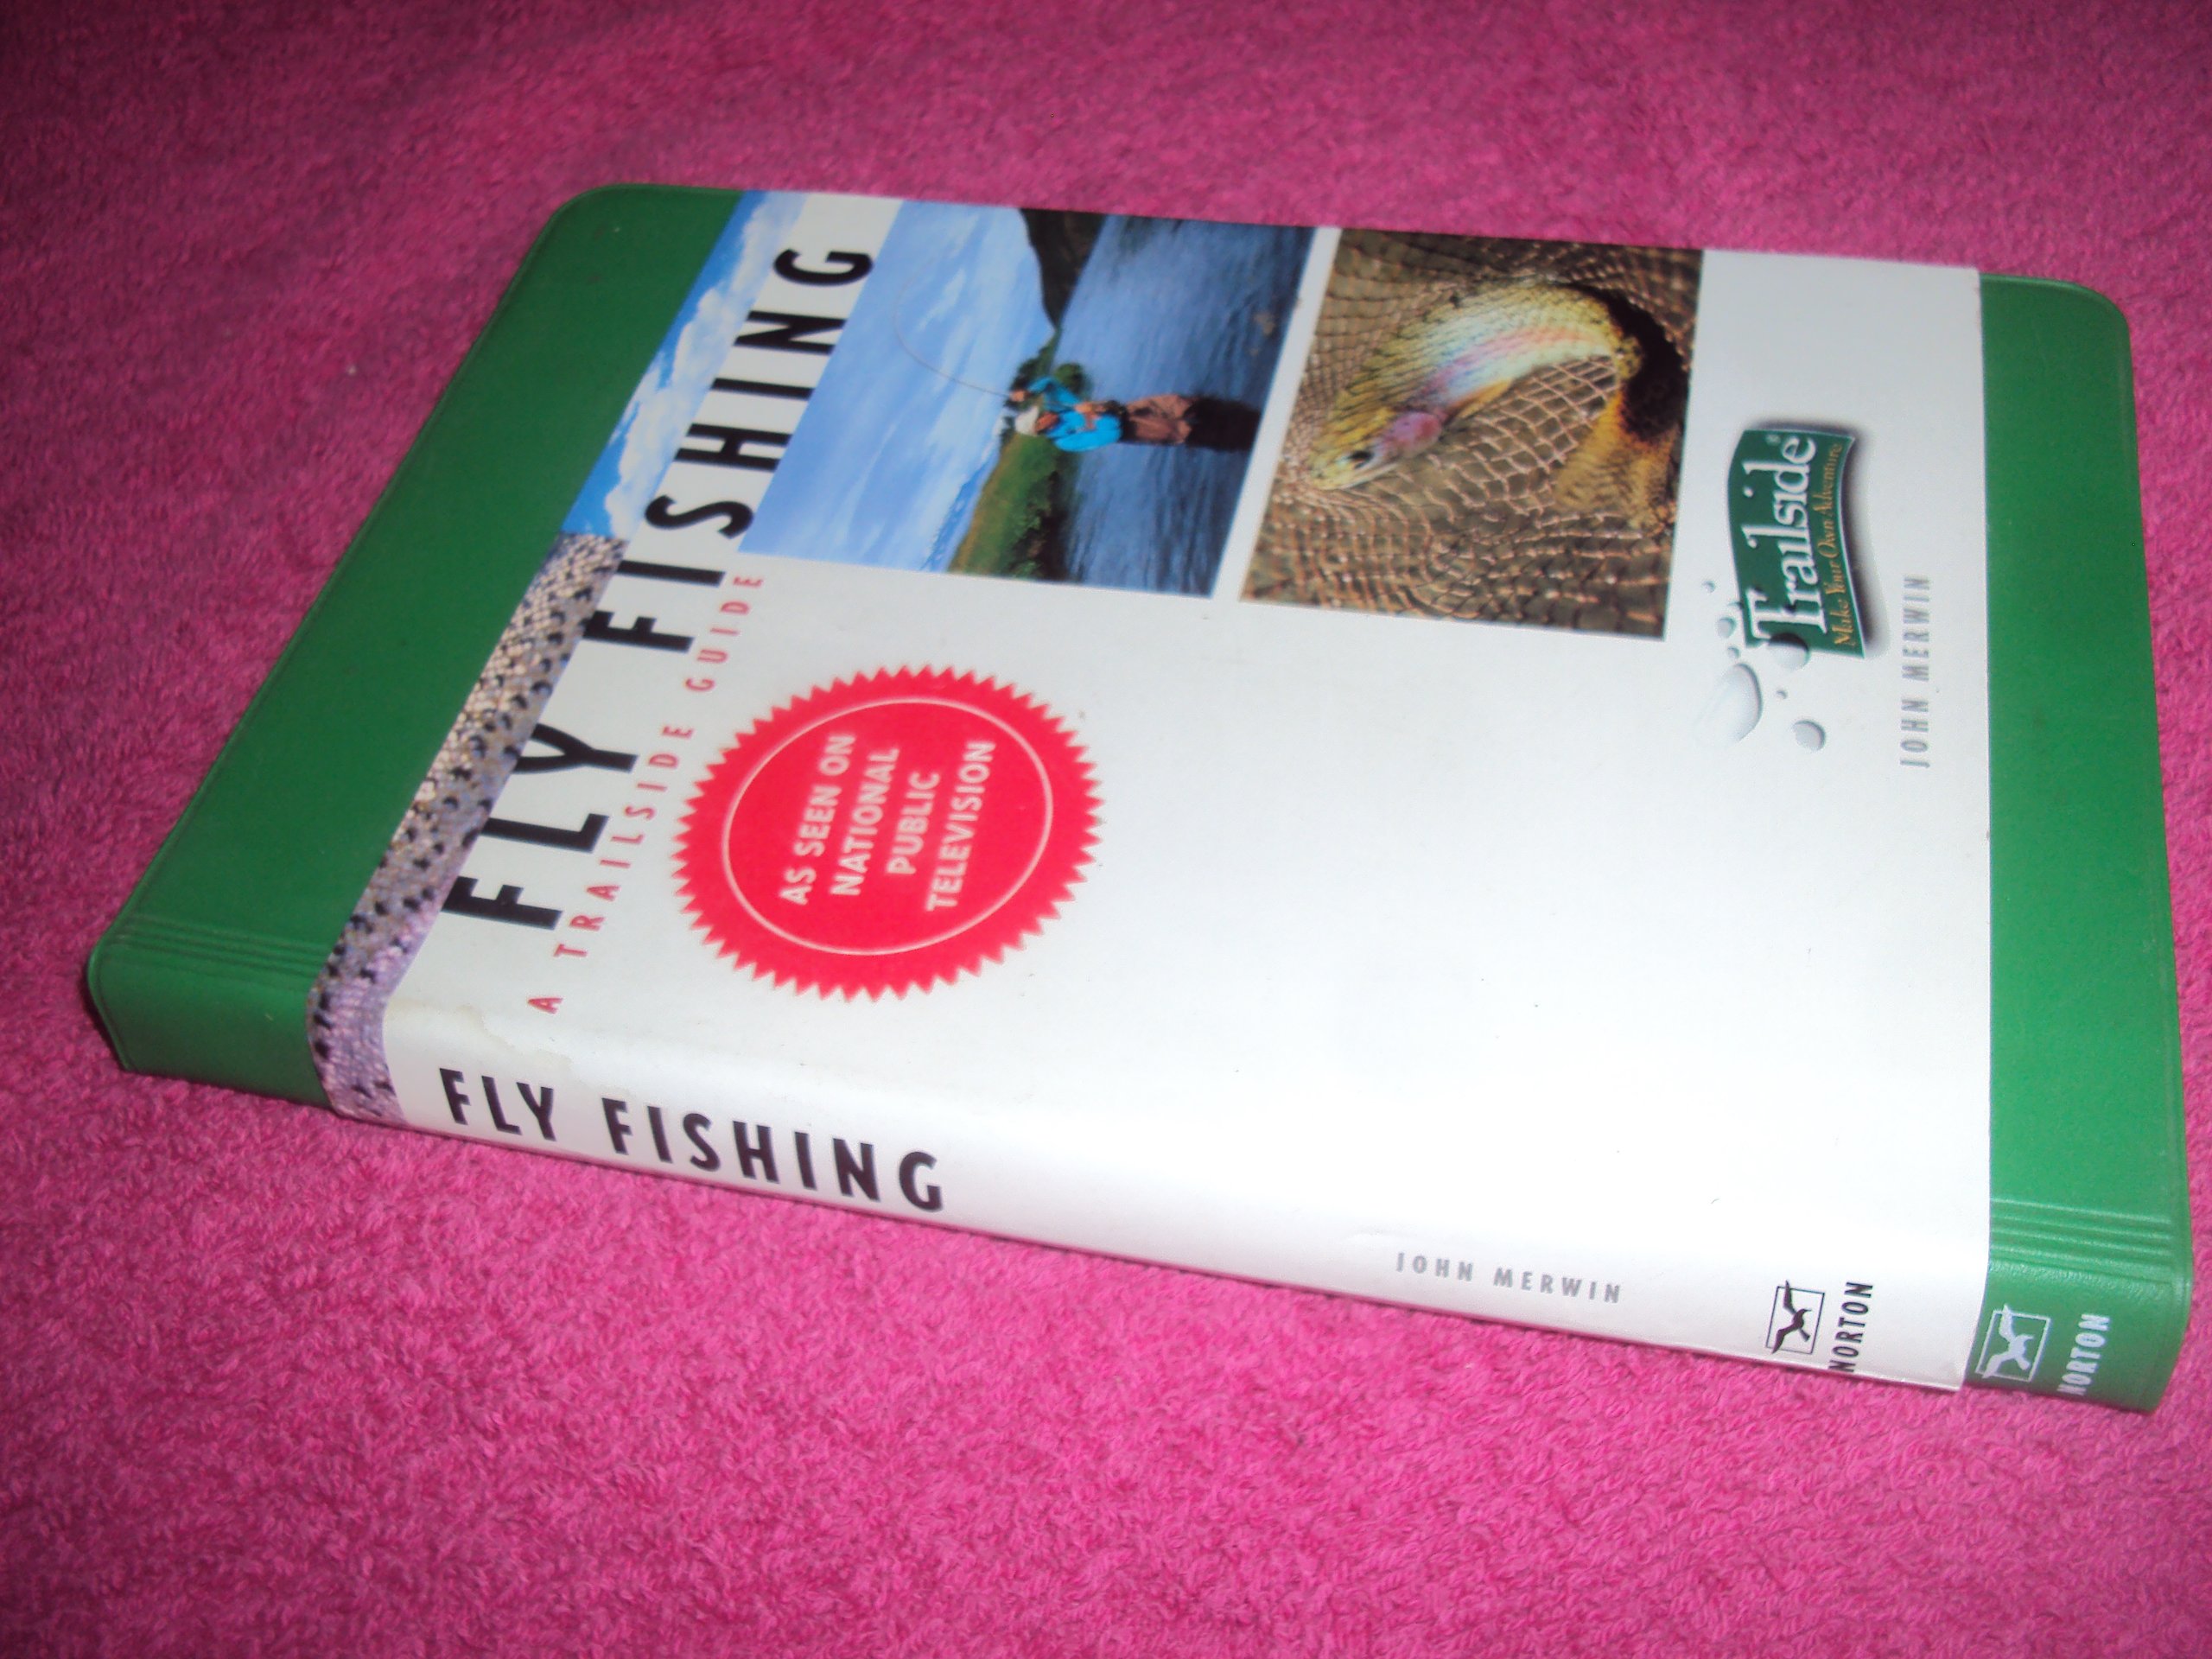 FLY FISHING
A TRAILSIDE GUIDE
AS SEEN ON
NATIONAL
PUBLIC
TELEVISION
Trailside®
Make Your Own Adventure
JOHN MERWIN
FLY FISHING
JOHN MERWIN
NORTON
NORTON